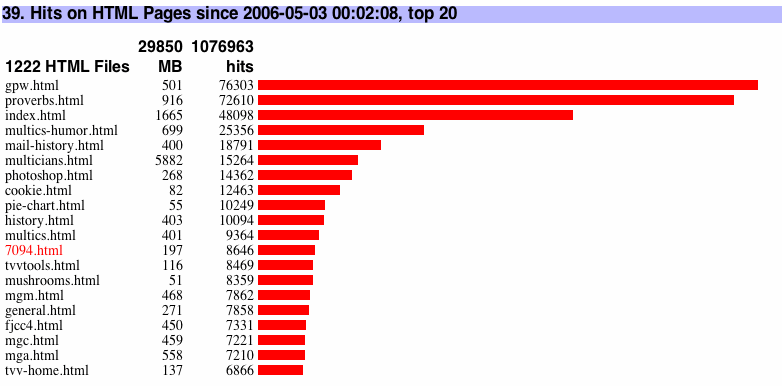 39. Hits on HTML Pages since 2006-05-03 00:02:08, top 20
29850 1076963
1222 HTML Files MB hits
gpw.html 501 76303
proverbs.html 916 72610
index.html 1665 48098
multics-humor.html 699 25356
mail-history.html 400 18791
multicians.html 5882 15264
photoshop.html 268 14362
cookie.html 82 12463
pie-chart.html 55 10249
history.html 403 10094
multics.html 401 9364
7094.html 197 8646
tvvtools.html 116 8469
mushrooms.html 51 8359
mgm.html 468 7862
general.html 271 7858
fjcc4.html 450 7331
mgc.html 459 7221
mga.html 558 7210
tvv-home.html 137 6866